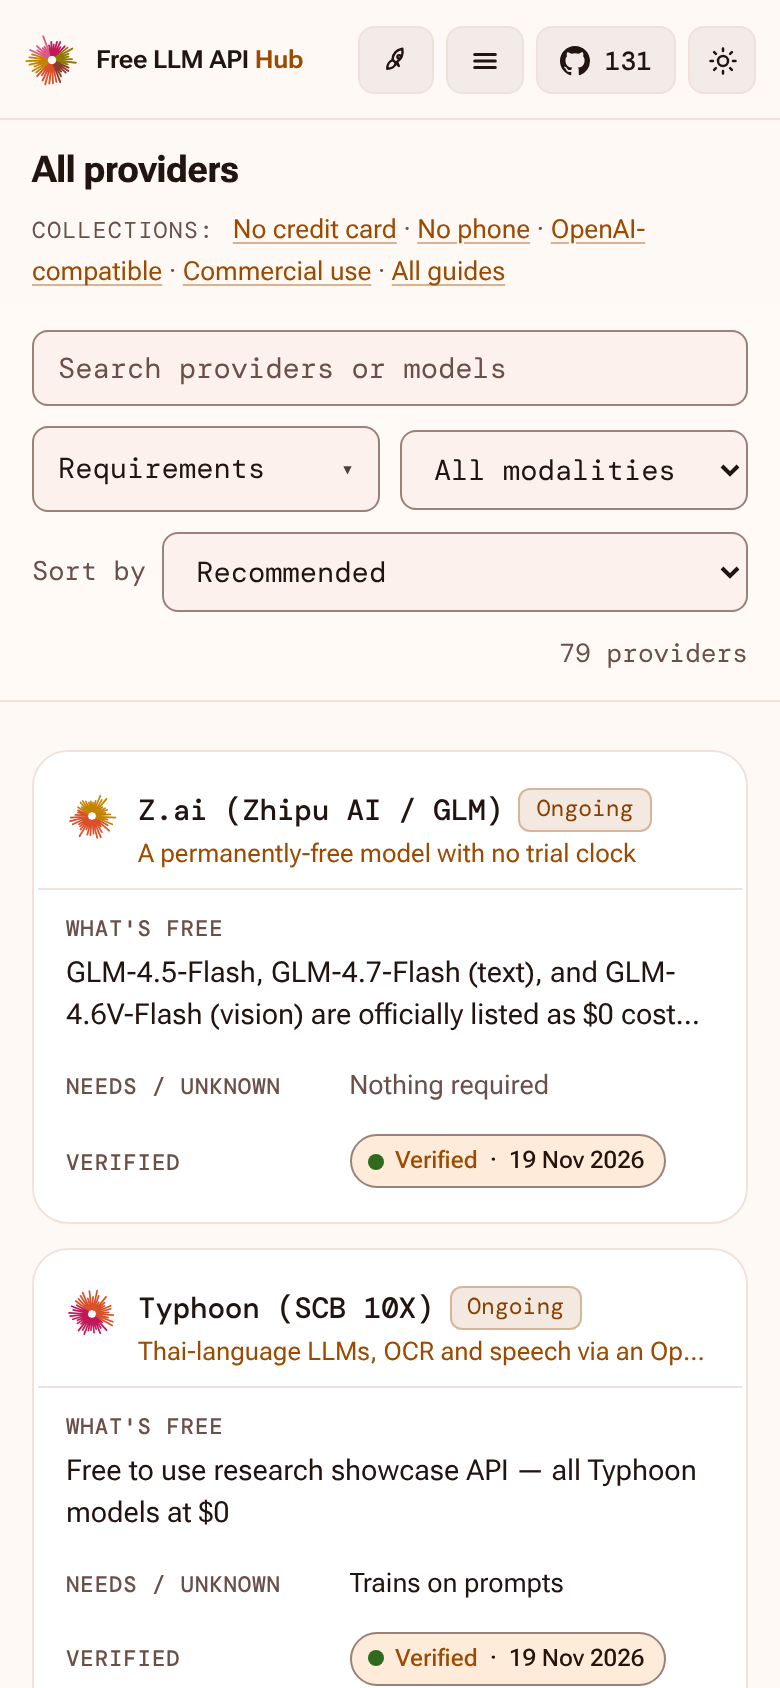 Free LLM API Hub
131
All providers
COLLECTIONS: No credit card · No phone · OpenAI-
compatible · Commercial use · All guides
Search providers or models
Requirements ▾
All modalities
Sort by
Recommended
79 providers
Z.ai (Zhipu AI / GLM) Ongoing
A permanently-free model with no trial clock
WHAT'S FREE
GLM-4.5-Flash, GLM-4.7-Flash (text), and GLM-
4.6V-Flash (vision) are officially listed as $0 cost...
NEEDS / UNKNOWN Nothing required
VERIFIED Verified · 19 Nov 2026
Typhoon (SCB 10X) Ongoing
Thai-language LLMs, OCR and speech via an Op...
WHAT'S FREE
Free to use research showcase API — all Typhoon
models at $0
NEEDS / UNKNOWN Trains on prompts
VERIFIED Verified · 19 Nov 2026